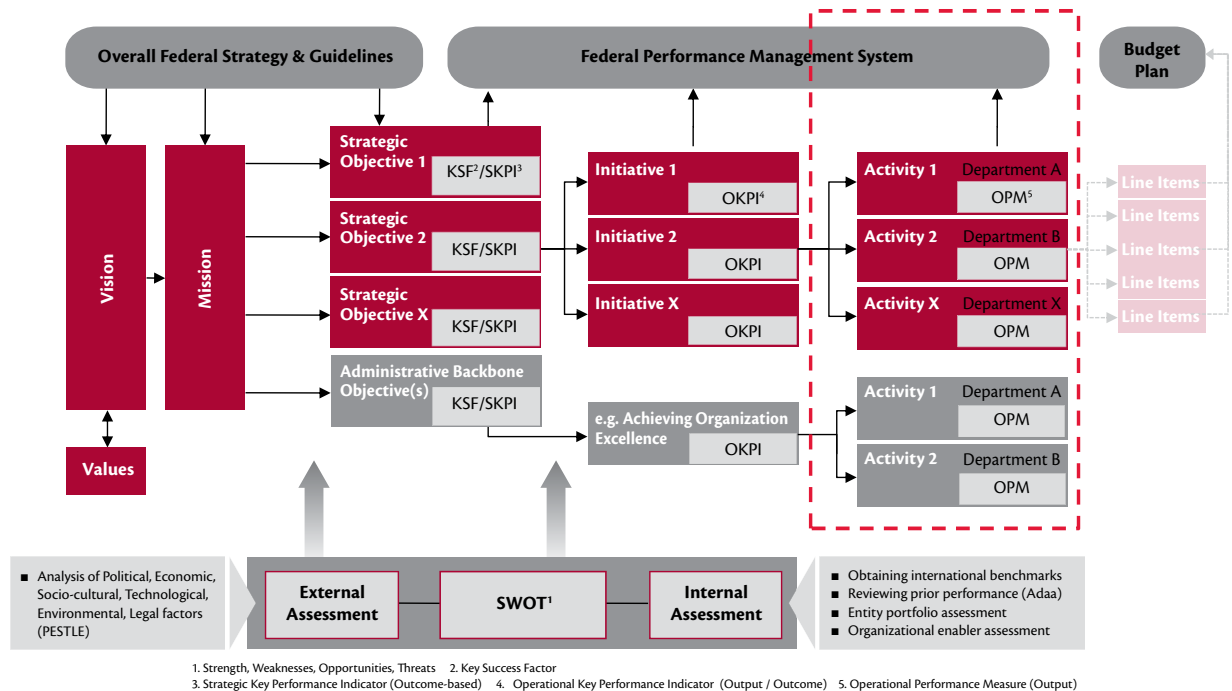 Overall Federal Strategy & Guidelines
Federal Performance Management System
Budget
Plan
Vision
Mission
Values
Strategic
Objective 1
KSF²/SKPI³
Strategic
Objective 2
KSF/SKPI
Strategic
Objective X
KSF/SKPI
Administrative Backbone
Objective(s)
KSF/SKPI
Initiative 1
OKPI⁴
Initiative 2
OKPI
Initiative X
OKPI
e.g. Achieving Organization
Excellence
OKPI
Activity 1 Department A
OPM⁵
Activity 2 Department B
OPM
Activity X Department X
OPM
Activity 1 Department A
OPM
Activity 2 Department B
OPM
Line Items
Line Items
Line Items
Line Items
Line Items
■ Analysis of Political, Economic,
Socio-cultural, Technological,
Environmental, Legal factors
(PESTLE)
External
Assessment
SWOT¹
Internal
Assessment
■ Obtaining international benchmarks
■ Reviewing prior performance (Adaa)
■ Entity portfolio assessment
■ Organizational enabler assessment
1. Strength, Weaknesses, Opportunities, Threats 2. Key Success Factor
3. Strategic Key Performance Indicator (Outcome-based) 4. Operational Key Performance Indicator (Output / Outcome) 5. Operational Performance Measure (Output)